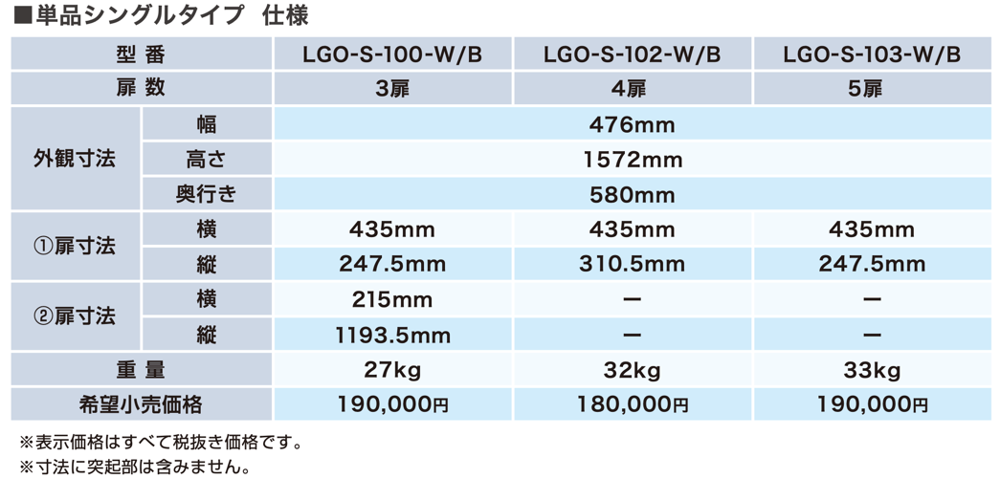 ■単品シングルタイプ 仕様
型番 LGO-S-100-W/B LGO-S-102-W/B LGO-S-103-W/B
扉数 3扉 4扉 5扉
外観寸法 幅 476mm
高さ 1572mm
奥行き 580mm
①扉寸法 横 435mm 435mm 435mm
縦 247.5mm 310.5mm 247.5mm
②扉寸法 横 215mm ー ー
縦 1193.5mm ー ー
重量 27kg 32kg 33kg
希望小売価格 190,000円 180,000円 190,000円
※表示価格はすべて税抜き価格です。
※寸法に突起部は含みません。